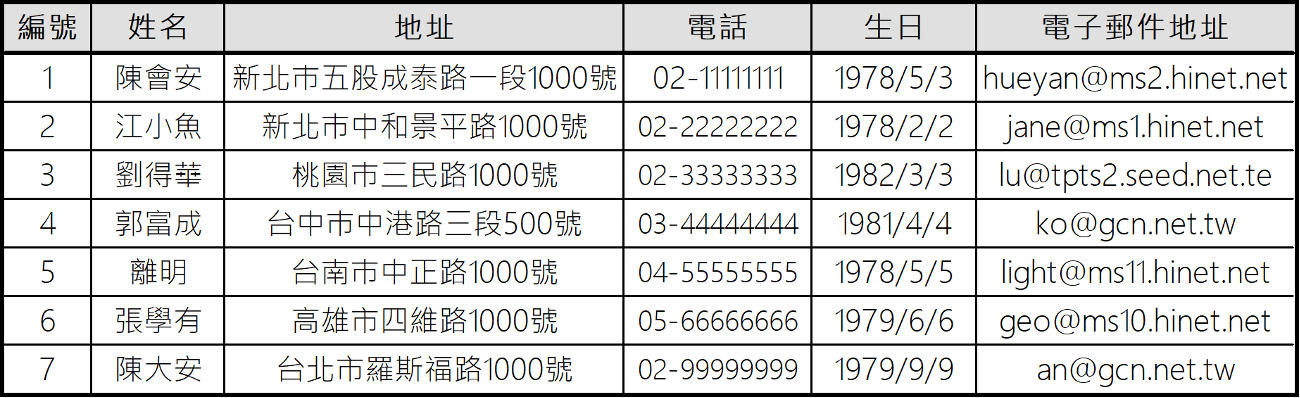 編號 姓名 地址 電話 生日 電子郵件地址
1 陳會安 新北市五股成泰路一段1000號 02-11111111 1978/5/3 hueyan@ms2.hinet.net
2 江小魚 新北市中和景平路1000號 02-22222222 1978/2/2 jane@ms1.hinet.net
3 劉得華 桃園市三民路1000號 02-33333333 1982/3/3 lu@tpts2.seed.net.te
4 郭富成 台中市中港路三段500號 03-44444444 1981/4/4 ko@gcn.net.tw
5 離明 台南市中正路1000號 04-55555555 1978/5/5 light@ms11.hinet.net
6 張學有 高雄市四維路1000號 05-66666666 1979/6/6 geo@ms10.hinet.net
7 陳大安 台北市羅斯福路1000號 02-99999999 1979/9/9 an@gcn.net.tw